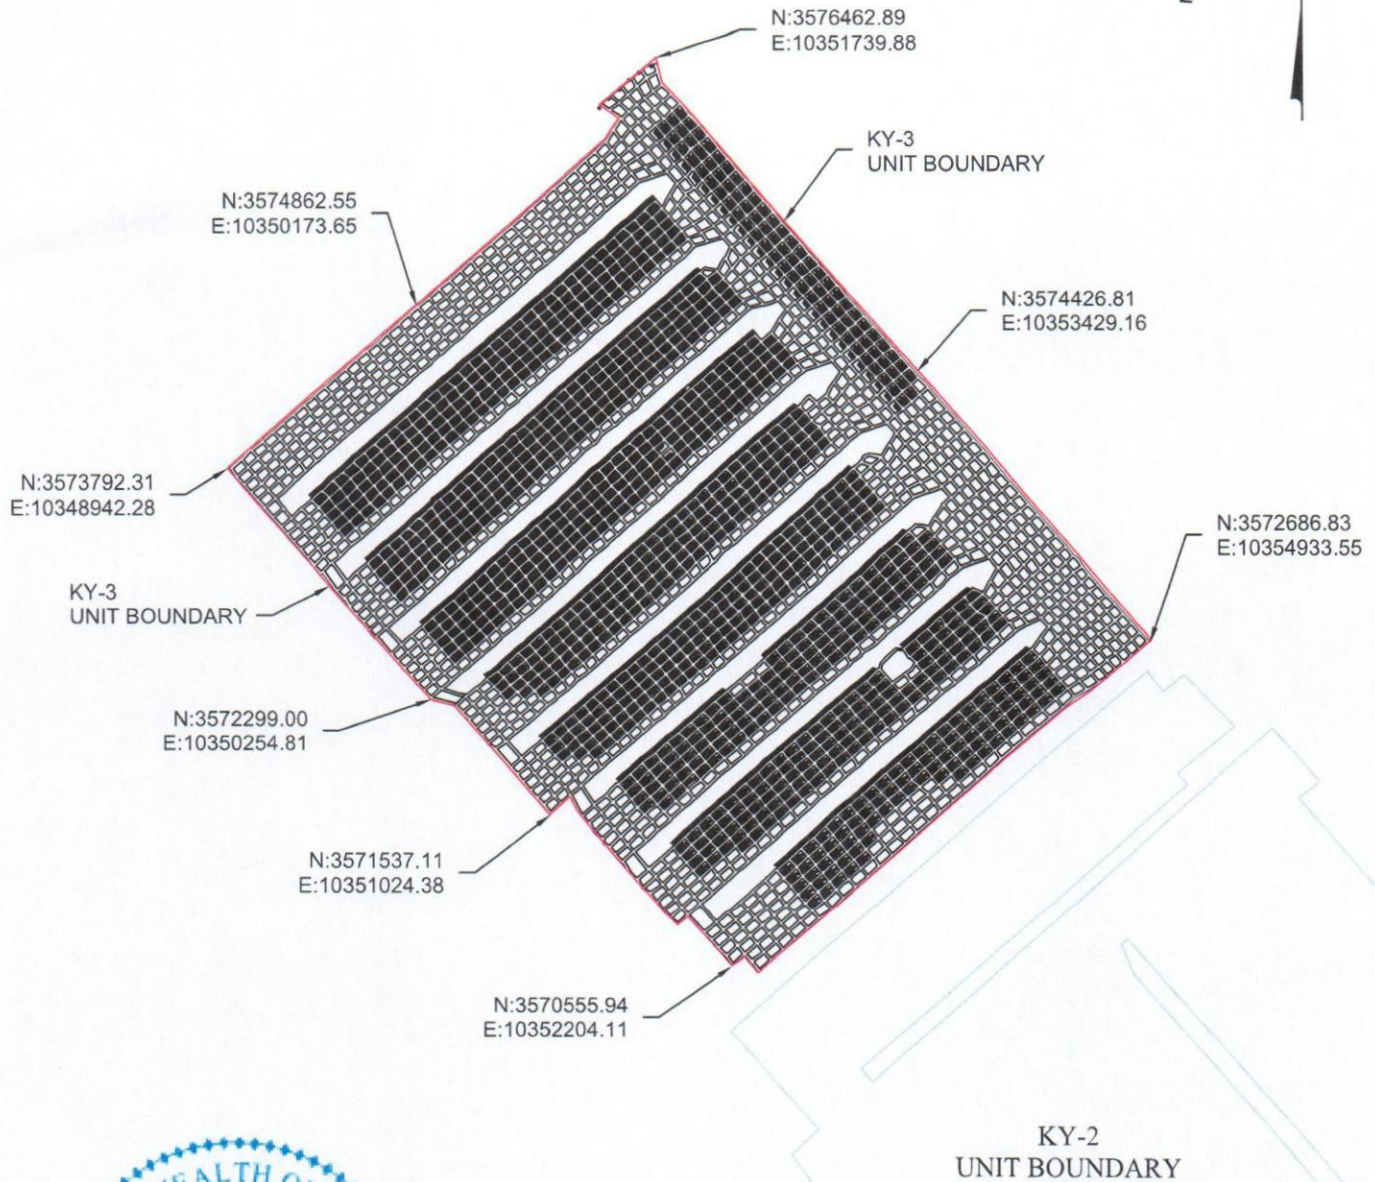 N:3576462.89
E:10351739.88
KY-3
UNIT BOUNDARY
N:3574862.55
E:10350173.65
N:3574426.81
E:10353429.16
N:3573792.31
E:10348942.28
N:3572686.83
E:10354933.55
KY-3
UNIT BOUNDARY
N:3572299.00
E:10350254.81
N:3571537.11
E:10351024.38
N:3570555.94
E:10352204.11
KY-2
UNIT BOUNDARY